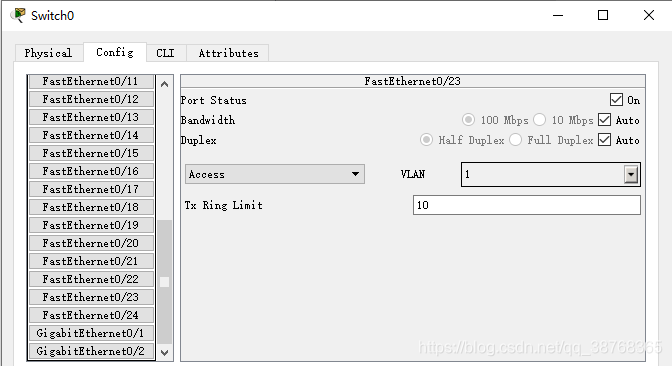 Switch0
Physical Config CLI Attributes
FastEthernet0/11
FastEthernet0/12
FastEthernet0/13
FastEthernet0/14
FastEthernet0/15
FastEthernet0/16
FastEthernet0/17
FastEthernet0/18
FastEthernet0/19
FastEthernet0/20
FastEthernet0/21
FastEthernet0/22
FastEthernet0/23
FastEthernet0/24
GigabitEthernet0/1
GigabitEthernet0/2
FastEthernet0/23
Port Status On
Bandwidth 100 Mbps 10 Mbps Auto
Duplex Half Duplex Full Duplex Auto
Access VLAN 1
Tx Ring Limit 10
https://blog.csdn.net/qq_38768365